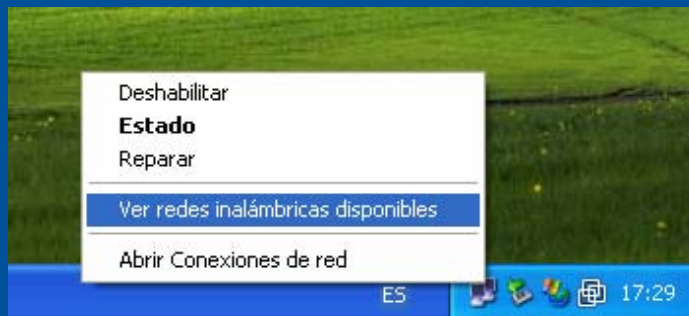 Deshabilitar
Estado
Reparar
Ver redes inalámbricas disponibles
Abrir Conexiones de red
ES 17:29